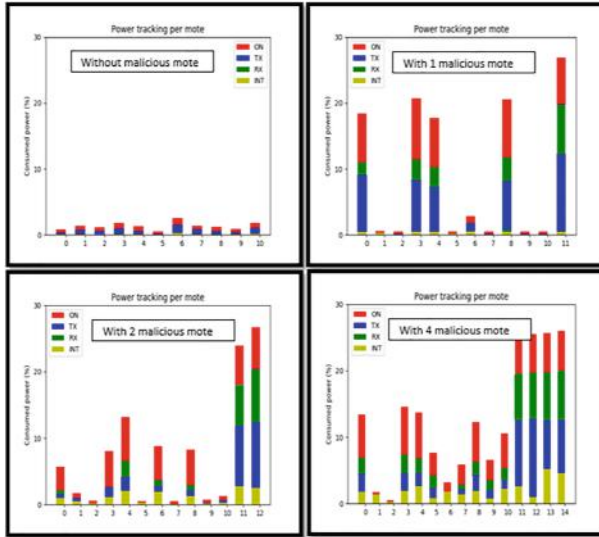 Power tracking per mote
30
20
10
0
Consumed power (%)
Without malicious mote
ON
TX
RX
INT
0 1 2 3 4 5 6 7 8 9 10
Power tracking per mote
30
20
10
0
Consumed power (%)
With 1 malicious mote
ON
TX
RX
INT
0 1 2 3 4 5 6 7 8 9 10 11
Power tracking per mote
30
20
10
0
Consumed power (%)
With 2 malicious mote
ON
TX
RX
INT
0 1 2 3 4 5 6 7 8 9 10 11 12
Power tracking per mote
30
20
10
0
Consumed power (%)
With 4 malicious mote
ON
TX
RX
INT
0 1 2 3 4 5 6 7 8 9 10 11 12 13 14